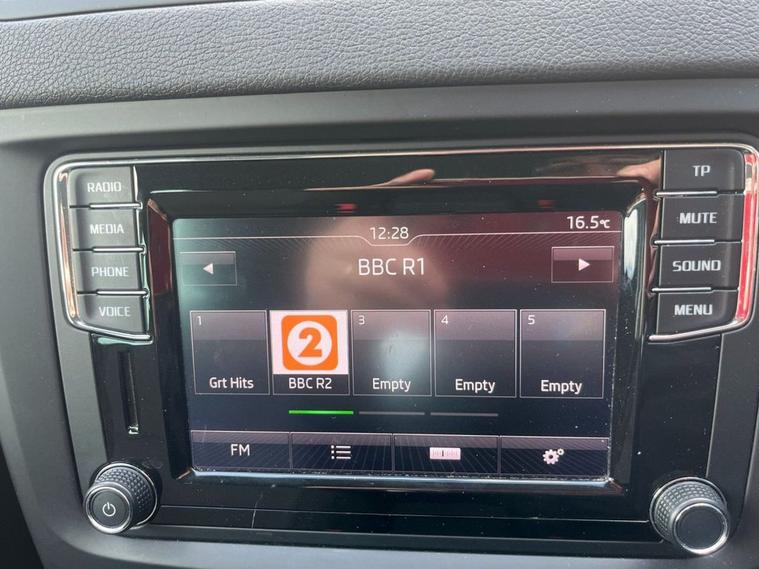 RADIO
MEDIA
PHONE
VOICE
TP
MUTE
SOUND
MENU
12:28
16.5°C
BBC R1
1
Grt Hits
2
BBC R2
3
Empty
4
Empty
5
Empty
FM